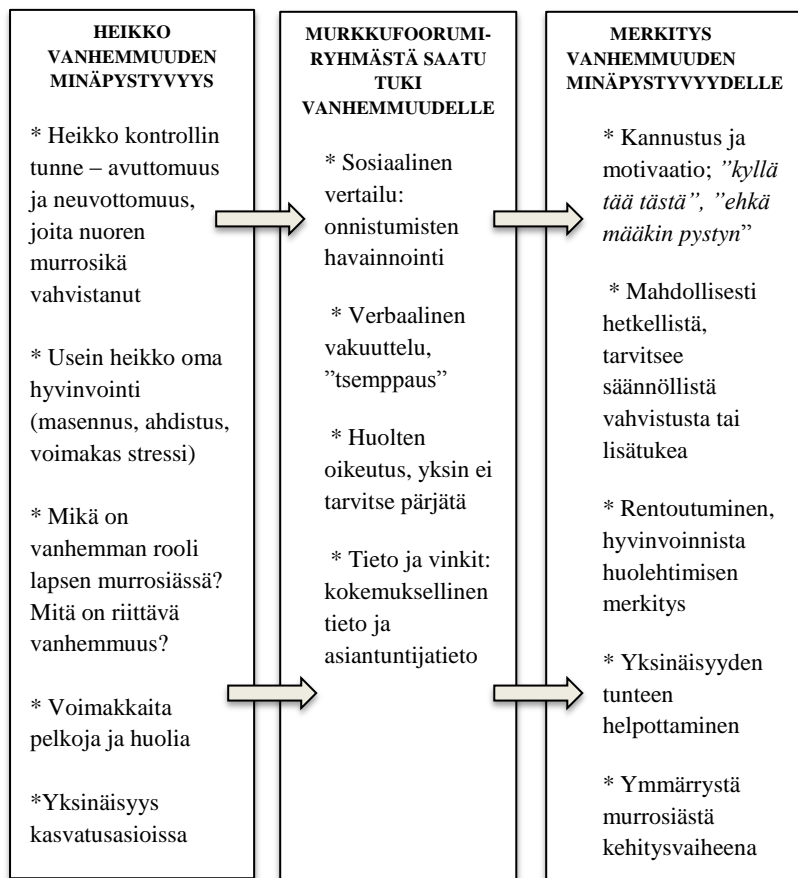 HEIKKO
VANHEMMUUDEN
MINÄPYSTYVYYS
* Heikko kontrollin
tunne – avuttomuus
ja neuvottomuus,
joita nuoren
murrosikä
vahvistanut
* Usein heikko oma
hyvinvointi
(masennus, ahdistus,
voimakas stressi)
* Mikä on
vanhemman rooli
lapsen murrosiässä?
Mitä on riittävä
vanhemmuus?
* Voimakkaita
pelkoja ja huolia
*Yksinäisyys
kasvatusasioissa
MURKKUFOORUMI-
RYHMÄSTÄ SAATU
TUKI
VANHEMMUUDELLE
* Sosiaalinen
vertailu:
onnistumisten
havainnointi
* Verbaalinen
vakuuttelu,
”tsemppaus”
* Huolten
oikeutus, yksin ei
tarvitse pärjätä
* Tieto ja vinkit:
kokemuksellinen
tieto ja
asiantuntijatieto
MERKITYS
VANHEMMUUDEN
MINÄPYSTYVYYDELLE
* Kannustus ja
motivaatio; ”kyllä
tää tästä”, ”ehkä
määkin pystyn”
* Mahdollisesti
hetkellistä,
tarvitsee
säännöllistä
vahvistusta tai
lisätukea
* Rentoutuminen,
hyvinvoinnista
huolehtimisen
merkitys
* Yksinäisyyden
tunteen
helpottaminen
* Ymmärrystä
murrosiästä
kehitysvaiheena